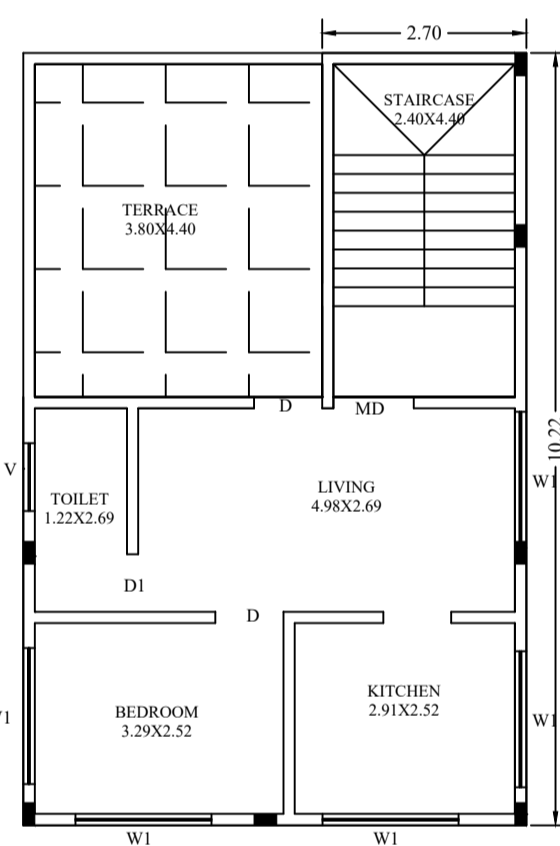 2.70
STAIRCASE
2.40X4.40
TERRACE
3.80X4.40
D
MD
10.22
V
W1
LIVING
4.98X2.69
TOILET
1.22X2.69
D1
D
KITCHEN
2.91X2.52
BEDROOM
3.29X2.52
W1
W1
W1